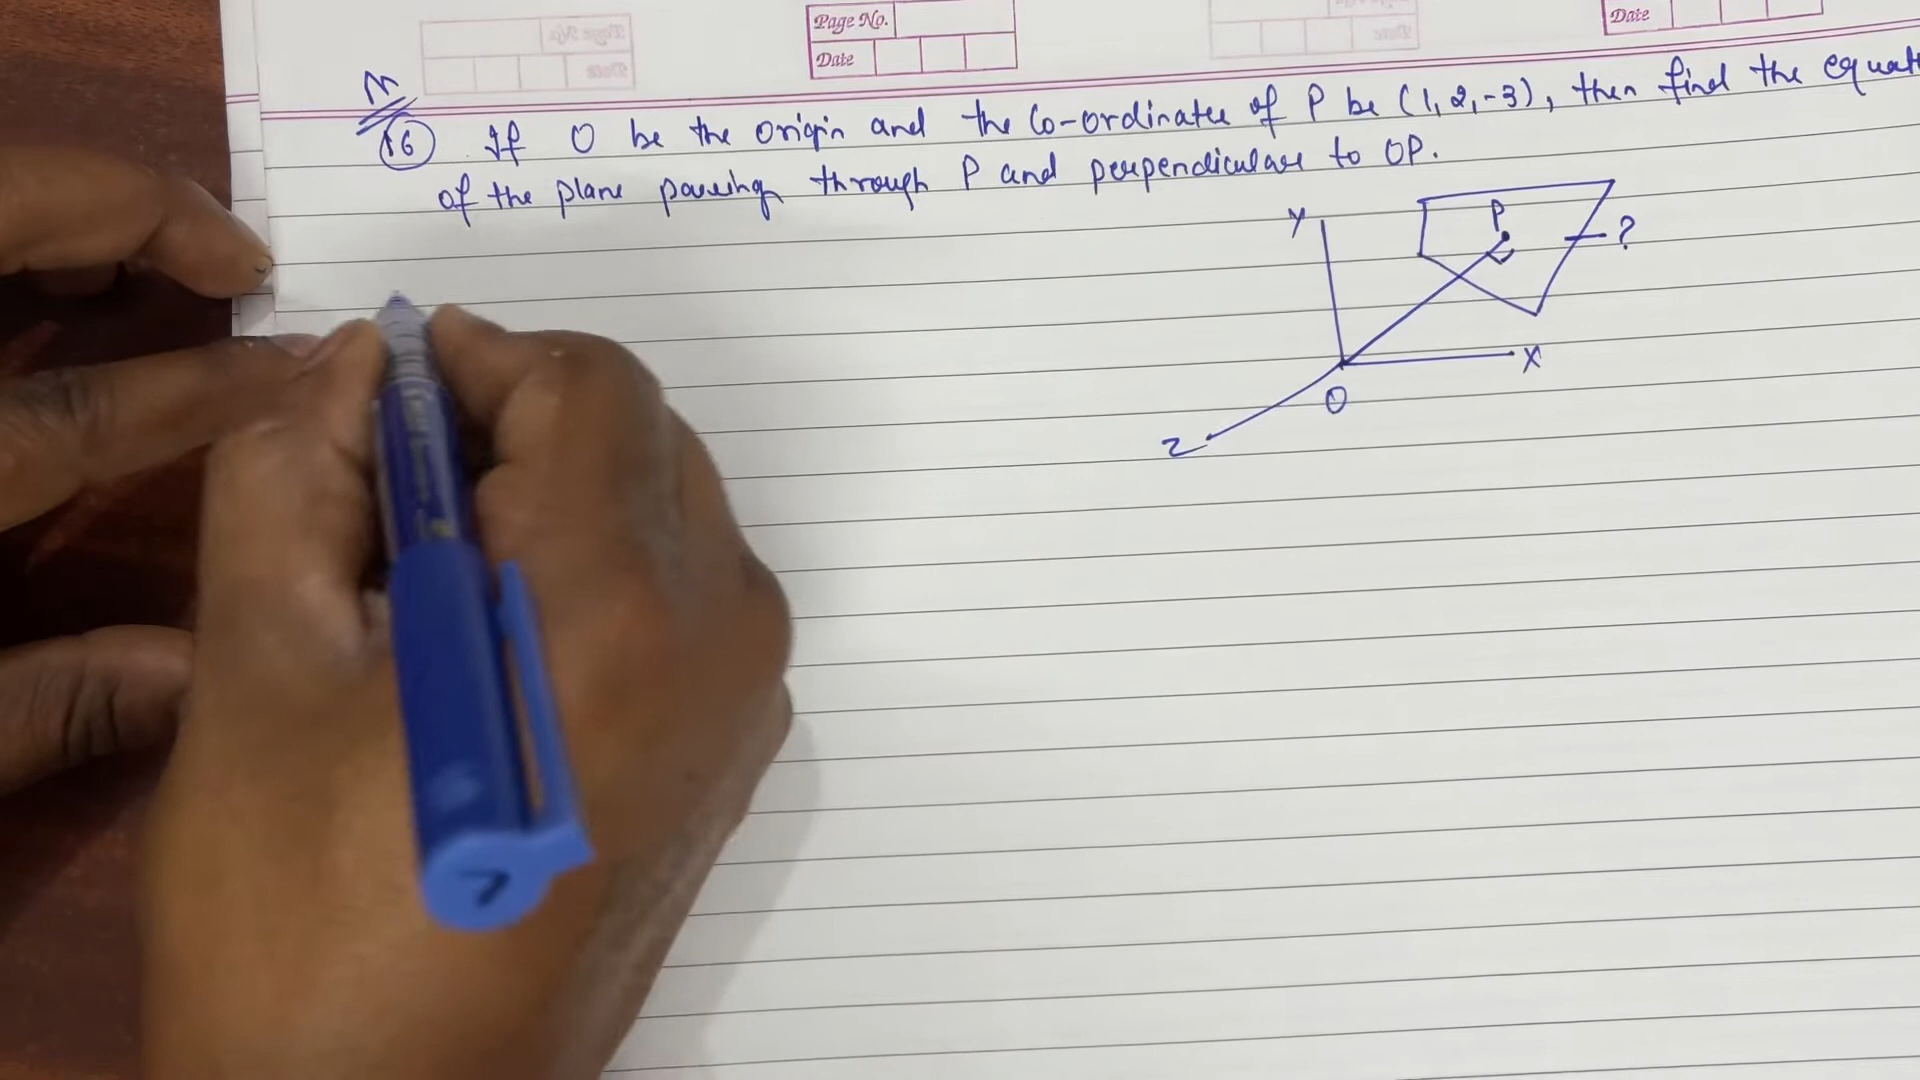 Page No.
Date
Date
16 If O be the origin and the Co-ordinates of P be (1, 2, -3), then find the equat
of the plane passing through P and perpendicular to OP.
Y
P
?
X
O
Z